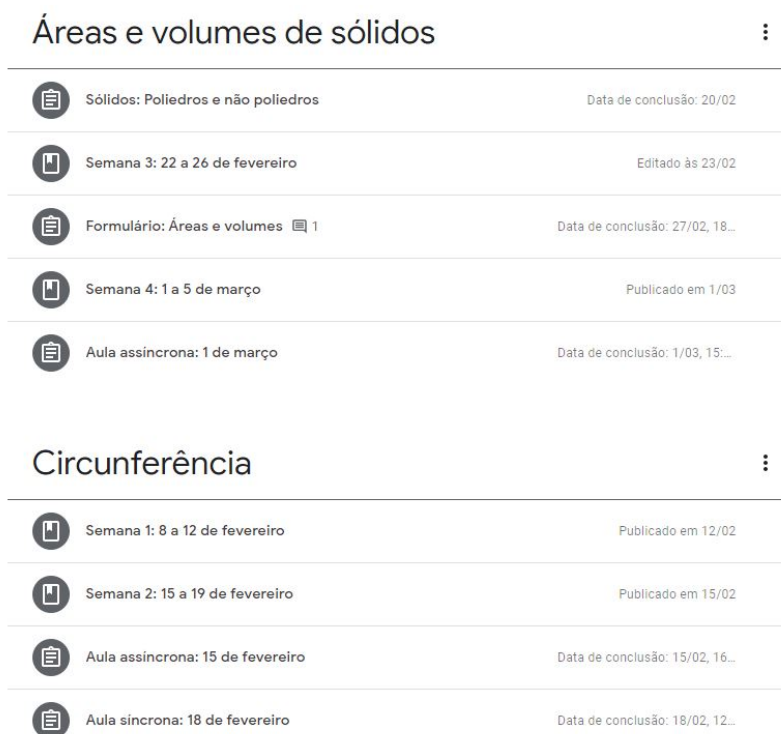 Áreas e volumes de sólidos
Sólidos: Poliedros e não poliedros Data de conclusão: 20/02
Semana 3: 22 a 26 de fevereiro Editado às 23/02
Formulário: Áreas e volumes 1 Data de conclusão: 27/02, 18…
Semana 4: 1 a 5 de março Publicado em 1/03
Aula assíncrona: 1 de março Data de conclusão: 1/03, 15:…
Circunferência
Semana 1: 8 a 12 de fevereiro Publicado em 12/02
Semana 2: 15 a 19 de fevereiro Publicado em 15/02
Aula assíncrona: 15 de fevereiro Data de conclusão: 15/02, 16…
Aula síncrona: 18 de fevereiro Data de conclusão: 18/02, 12…